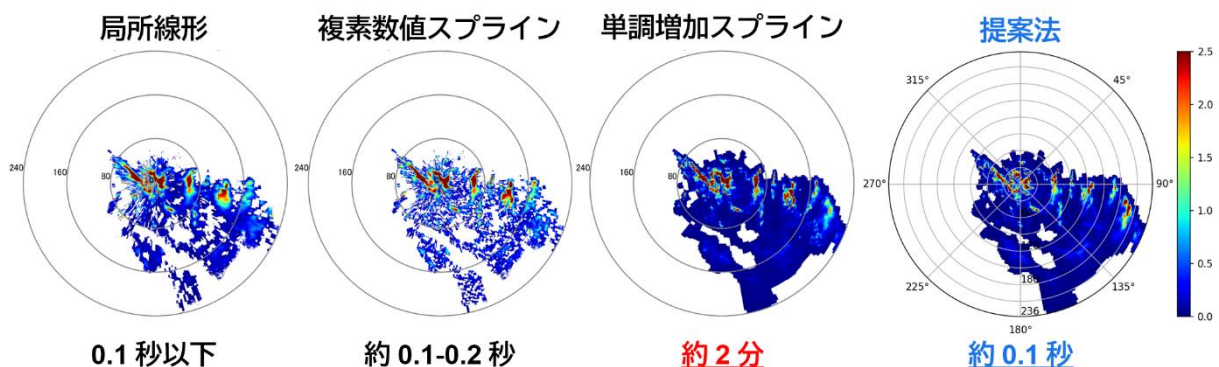 局所線形
複素数値スプライン
単調増加スプライン
提案法
240
160
80
240
160
80
240
160
80
315°
45°
270°
90°
225°
135°
180°
236
2.5
2.0
1.5
1.0
0.5
0.0
0.1 秒以下
約 0.1-0.2 秒
約 2 分
約 0.1 秒